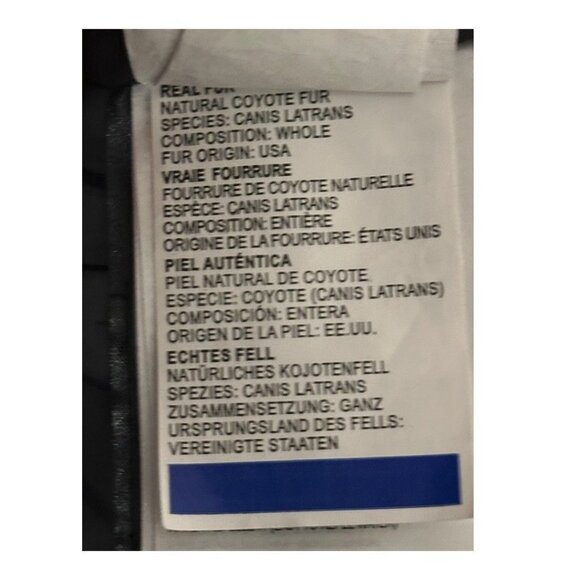 REAL FUR
NATURAL COYOTE FUR
SPECIES: CANIS LATRANS
COMPOSITION: WHOLE
FUR ORIGIN: USA
VRAIE FOURRURE
FOURRURE DE COYOTE NATURELLE
ESPÈCE: CANIS LATRANS
COMPOSITION: ENTIÈRE
ORIGINE DE LA FOURRURE: ÉTATS UNIS
PIEL AUTÉNTICA
PIEL NATURAL DE COYOTE
ESPECIE: COYOTE (CANIS LATRANS)
COMPOSICIÓN: ENTERA
ORIGEN DE LA PIEL: EE.UU.
ECHTES FELL
NATÜRLICHES KOJOTENFELL
SPEZIES: CANIS LATRANS
ZUSAMMENSETZUNG: GANZ
URSPRUNGSLAND DES FELLS:
VEREINIGTE STAATEN